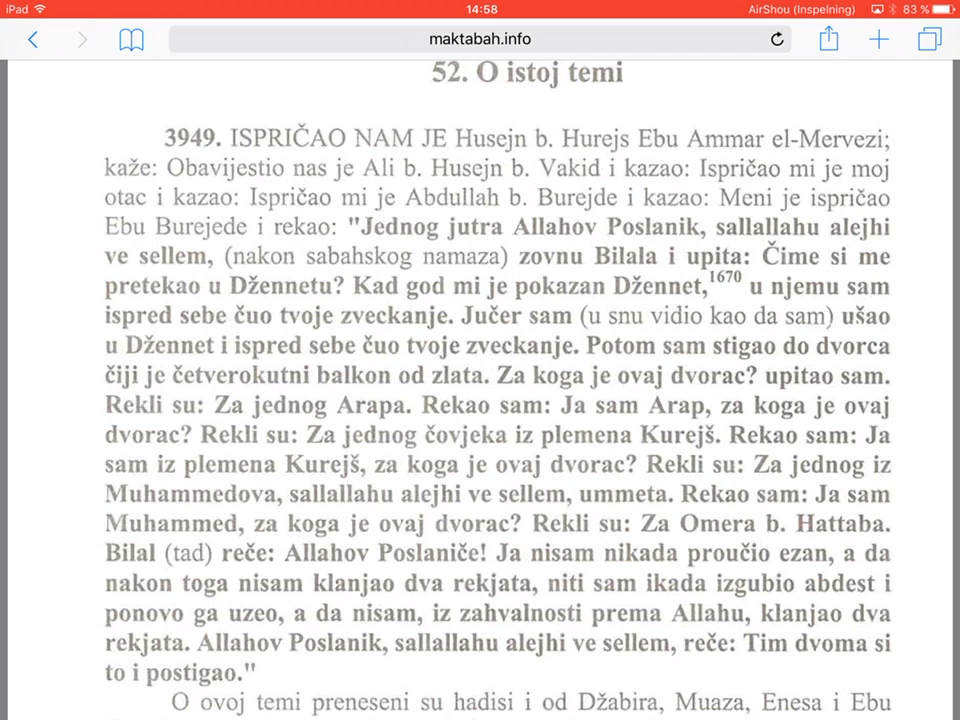 iPad 14:58 AirShou (Inspelning) 83 %
maktabah.info
52. O istoj temi
3949. ISPRIČAO NAM JE Husejn b. Hurejs Ebu Ammar el-Mervezi;
kaže: Obavijestio nas je Ali b. Husejn b. Vakid i kazao: Ispričao mi je moj
otac i kazao: Ispričao mi je Abdullah b. Burejde i kazao: Meni je ispričao
Ebu Burejede i rekao: "Jednog jutra Allahov Poslanik, sallallahu alejhi
ve sellem, (nakon sabahskog namaza) zovnu Bilala i upita: Čime si me
pretekao u Džennetu? Kad god mi je pokazan Džennet,1670 u njemu sam
ispred sebe čuo tvoje zveckanje. Jučer sam (u snu vidio kao da sam) ušao
u Džennet i ispred sebe čuo tvoje zveckanje. Potom sam stigao do dvorca
čiji je četverokutni balkon od zlata. Za koga je ovaj dvorac? upitao sam.
Rekli su: Za jednog Arapa. Rekao sam: Ja sam Arap, za koga je ovaj
dvorac? Rekli su: Za jednog čovjeka iz plemena Kurejš. Rekao sam: Ja
sam iz plemena Kurejš, za koga je ovaj dvorac? Rekli su: Za jednog iz
Muhammedova, sallallahu alejhi ve sellem, ummeta. Rekao sam: Ja sam
Muhammed, za koga je ovaj dvorac? Rekli su: Za Omera b. Hattaba.
Bilal (tad) reče: Allahov Poslaniče! Ja nisam nikada proučio ezan, a da
nakon toga nisam klanjao dva rekjata, niti sam ikada izgubio abdest i
ponovo ga uzeo, a da nisam, iz zahvalnosti prema Allahu, klanjao dva
rekjata. Allahov Poslanik, sallallahu alejhi ve sellem, reče: Tim dvoma si
to i postigao."
O ovoj temi preneseni su hadisi i od Džabira, Muaza, Enesa i Ebu